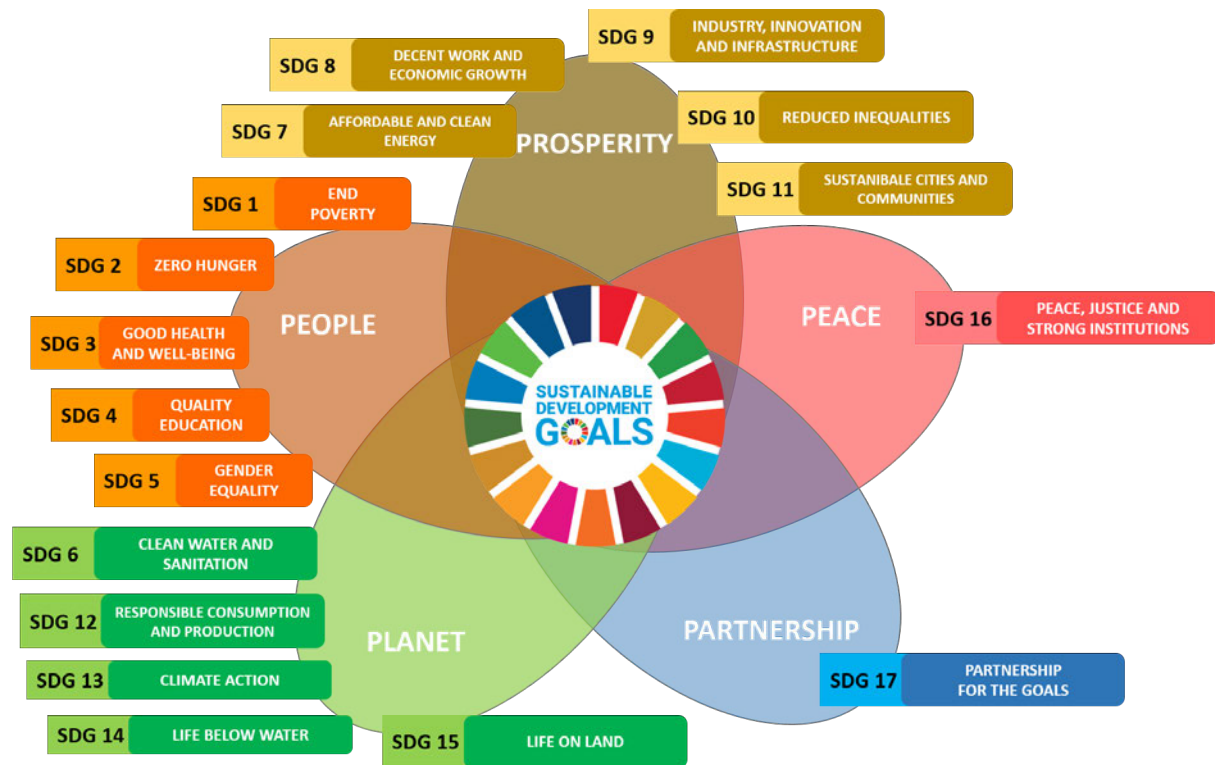 SDG 9
INDUSTRY, INNOVATION
AND INFRASTRUCTURE
SDG 8
DECENT WORK AND
ECONOMIC GROWTH
SDG 7
AFFORDABLE AND CLEAN
ENERGY
PROSPERITY
SDG 10
REDUCED INEQUALITIES
SDG 11
SUSTANIBALE CITIES AND
COMMUNITIES
SDG 1
END
POVERTY
SDG 2
ZERO HUNGER
SDG 3
GOOD HEALTH
AND WELL-BEING
SDG 4
QUALITY
EDUCATION
SDG 5
GENDER
EQUALITY
PEOPLE
PEACE
SDG 16
PEACE, JUSTICE AND
STRONG INSTITUTIONS
SUSTAINABLE
DEVELOPMENT
GOALS
SDG 6
CLEAN WATER AND
SANITATION
SDG 12
RESPONSIBLE CONSUMPTION
AND PRODUCTION
SDG 13
CLIMATE ACTION
SDG 14
LIFE BELOW WATER
SDG 15
LIFE ON LAND
PLANET
PARTNERSHIP
SDG 17
PARTNERSHIP
FOR THE GOALS